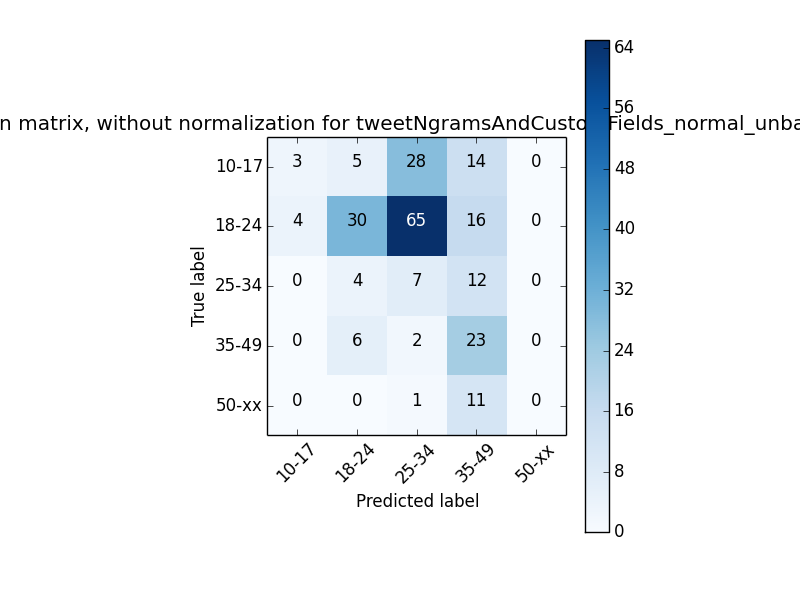 n matrix, without normalization for tweetNgramsAndCustomFields_normal_unba
10-17 3 5 28 14 0
18-24 4 30 65 16 0
25-34 0 4 7 12 0
35-49 0 6 2 23 0
50-xx 0 0 1 11 0
True label
10-17 18-24 25-34 35-49 50-xx
Predicted label
64
56
48
40
32
24
16
8
0